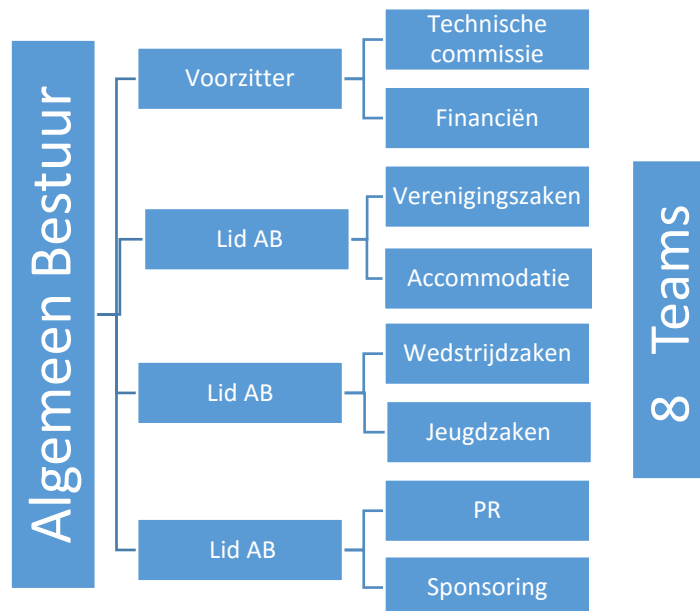 Algemeen Bestuur
Voorzitter
Technische
commissie
Financiën
Lid AB
Verenigingszaken
Accommodatie
Lid AB
Wedstrijdzaken
Jeugdzaken
Lid AB
PR
Sponsoring
8 Teams